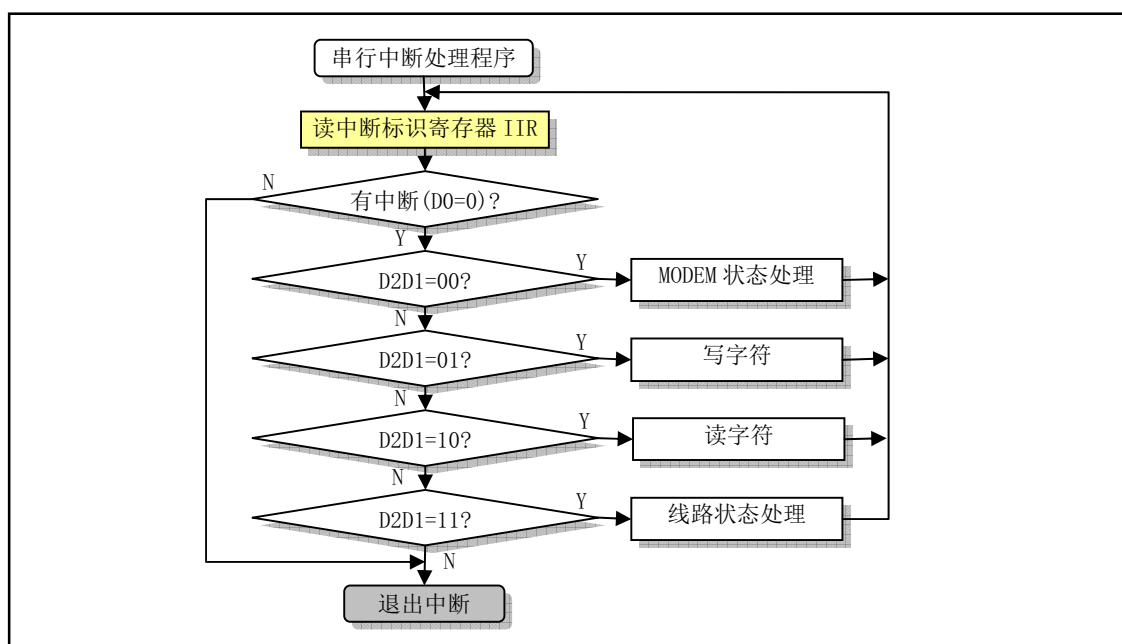 串行中断处理程序
读中断标识寄存器 IIR
N
有中断(D0=0)?
Y
D2D1=00?
Y
MODEM 状态处理
N
D2D1=01?
Y
写字符
N
D2D1=10?
Y
读字符
N
D2D1=11?
Y
线路状态处理
N
退出中断